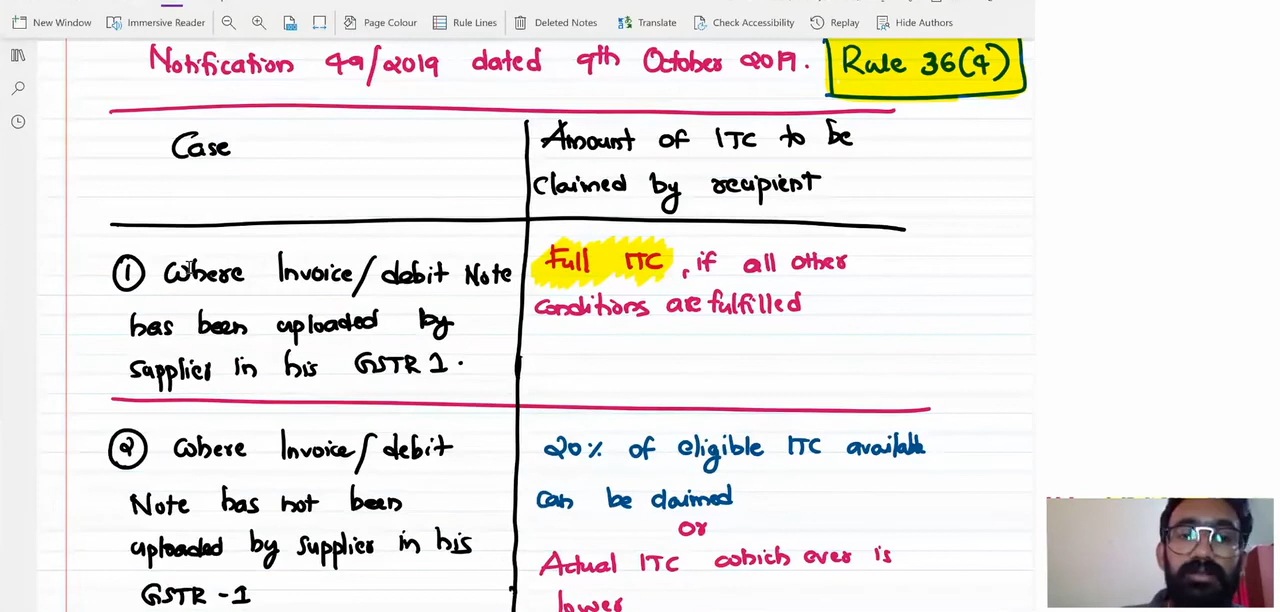 New Window Immersive Reader Page Colour Rule Lines Deleted Notes Translate Check Accessibility Replay Hide Authors
Notification 49/2019 dated 9th October 2019. Rule 36(4)
Case
Amount of ITC to be
claimed by recipient
① Where Invoice/debit Note
has been uploaded by
supplier in his GSTR 1.
Full ITC, if all other
conditions are fulfilled
② Where Invoice/debit
Note has not been
uploaded by supplier in his
GSTR-1
20% of eligible ITC available
can be claimed
or
Actual ITC which ever is
lower